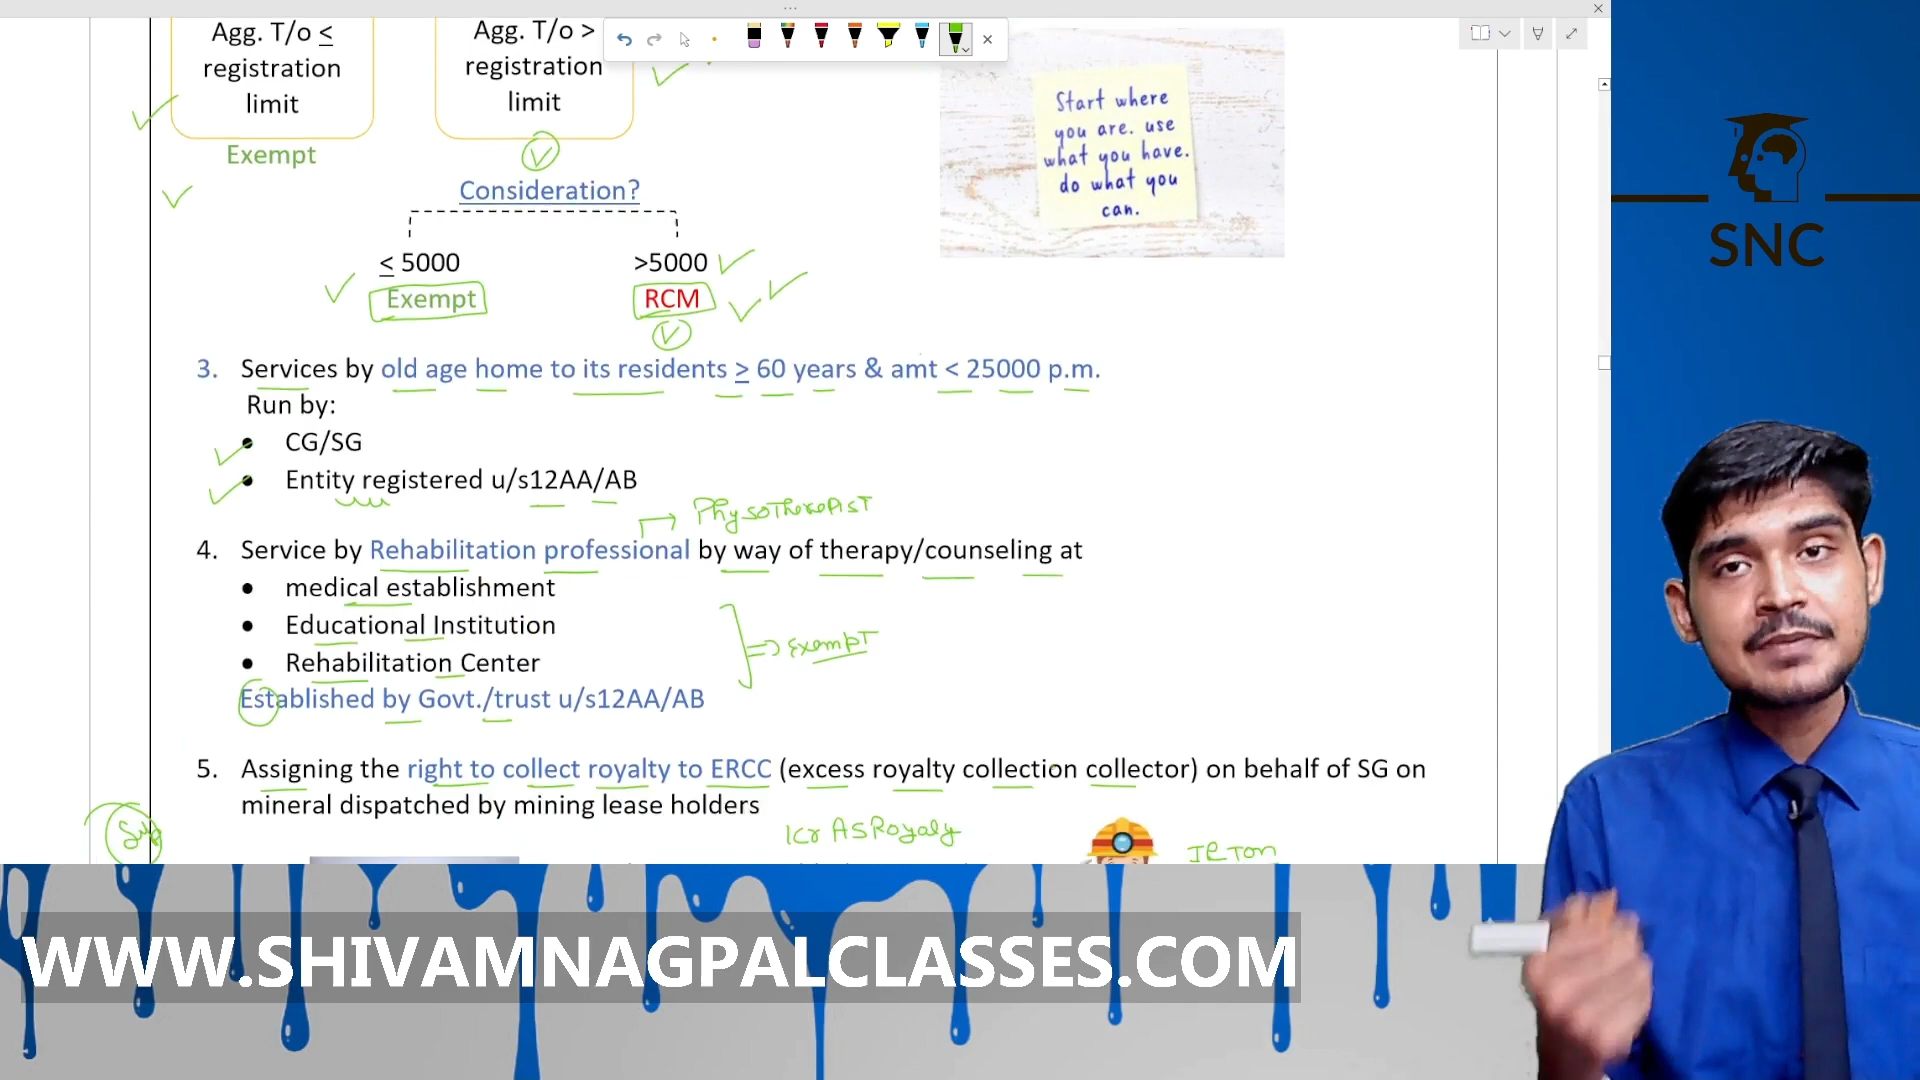 Agg. T/o ≤
registration
limit
Exempt
Agg. T/o >
registration
limit
Start where
you are. use
what you have.
do what you
can.
SNC
Consideration?
≤ 5000
Exempt
>5000
RCM
3. Services by old age home to its residents ≥ 60 years & amt < 25000 p.m.
Run by:
• CG/SG
• Entity registered u/s12AA/AB
PhysoTherepist
4. Service by Rehabilitation professional by way of therapy/counseling at
• medical establishment
• Educational Institution
• Rehabilitation Center
⇒ Exempt
Established by Govt./trust u/s12AA/AB
5. Assigning the right to collect royalty to ERCC (excess royalty collection collector) on behalf of SG on
mineral dispatched by mining lease holders
1Cr As Royaly
WWW.SHIVAMNAGPALCLASSES.COM